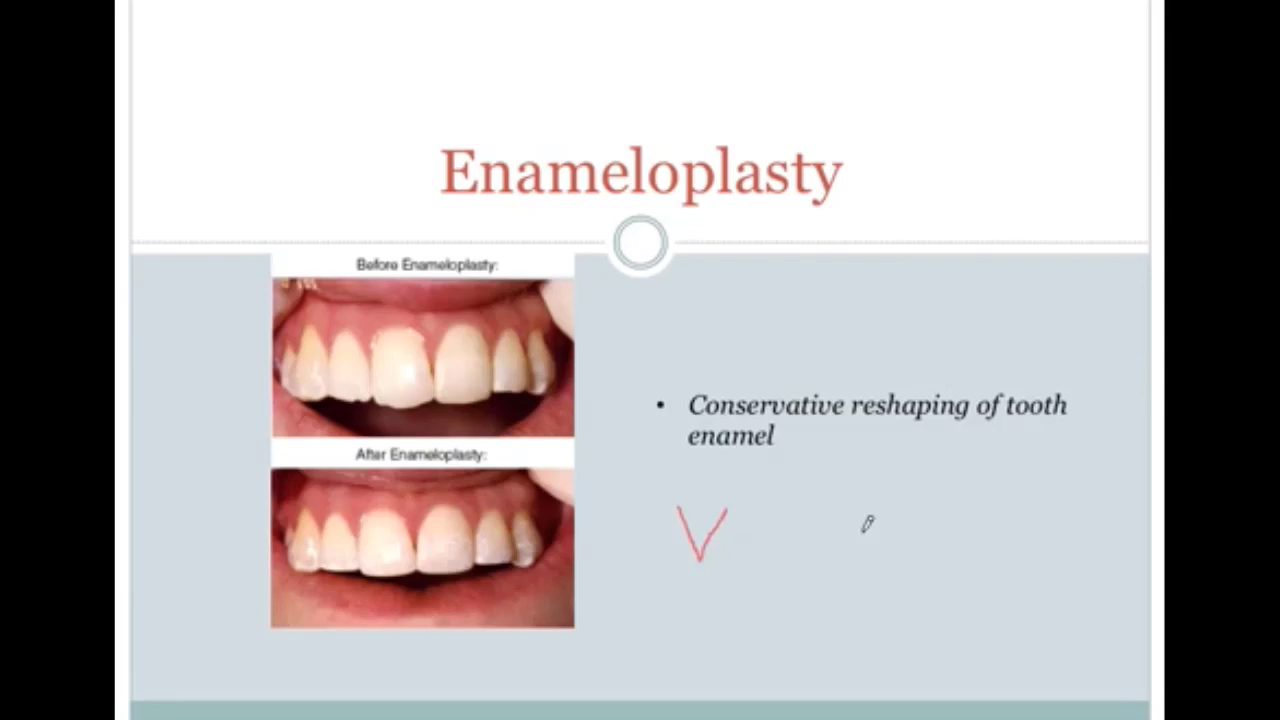 Enameloplasty
Before Enameloplasty:
After Enameloplasty:
• Conservative reshaping of tooth
enamel